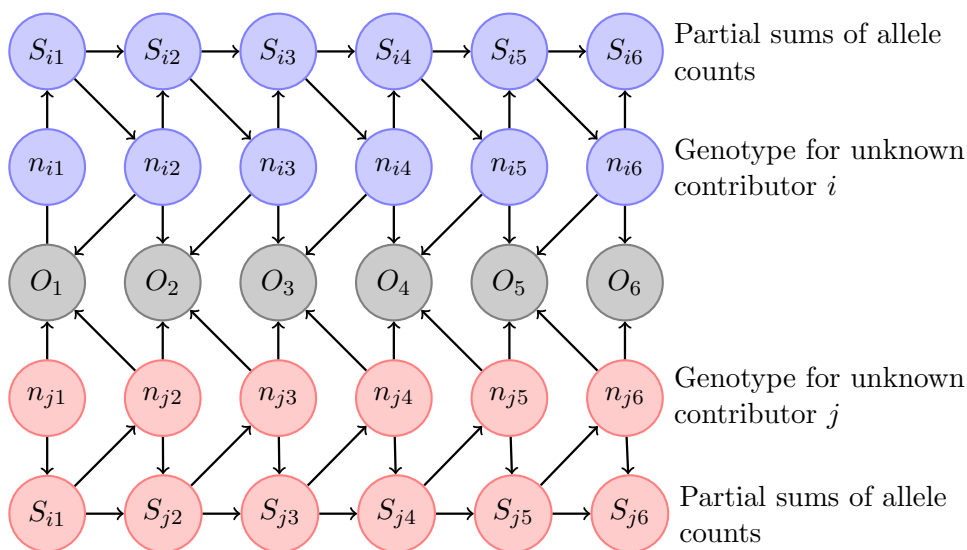 S_{i1} S_{i2} S_{i3} S_{i4} S_{i5} S_{i6} Partial sums of allele
counts
n_{i1} n_{i2} n_{i3} n_{i4} n_{i5} n_{i6} Genotype for unknown
contributor i
O_1 O_2 O_3 O_4 O_5 O_6
n_{j1} n_{j2} n_{j3} n_{j4} n_{j5} n_{j6} Genotype for unknown
contributor j
S_{i1} S_{j2} S_{j3} S_{j4} S_{j5} S_{j6} Partial sums of allele
counts